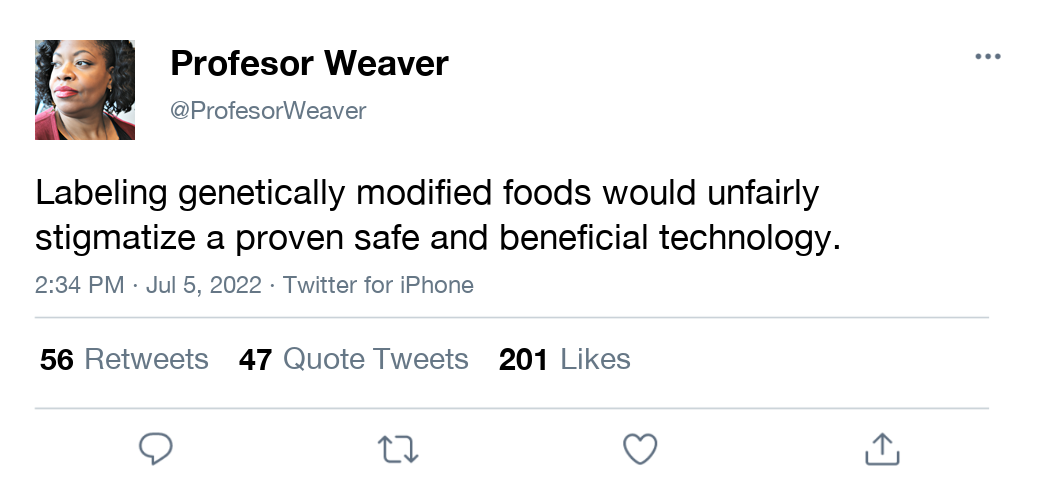 Profesor Weaver
@ProfesorWeaver
Labeling genetically modified foods would unfairly
stigmatize a proven safe and beneficial technology.
2:34 PM · Jul 5, 2022 · Twitter for iPhone
56 Retweets 47 Quote Tweets 201 Likes